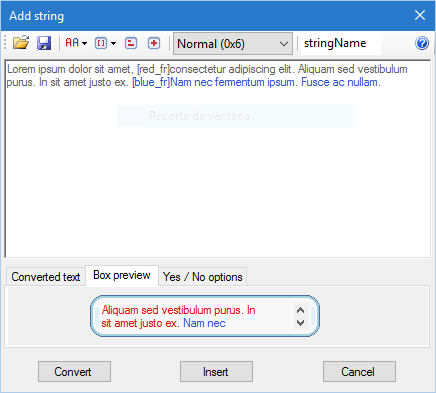 Add string
AA
Normal (0x6)
stringName
Lorem ipsum dolor sit amet, [red_fr]consectetur adipiscing elit. Aliquam sed vestibulum
purus. In sit amet justo ex. [blue_fr]Nam nec fermentum ipsum. Fusce ac nullam.
Recorte de ventana
Converted text
Box preview
Yes / No options
Aliquam sed vestibulum purus. In
sit amet justo ex. Nam nec
Convert
Insert
Cancel